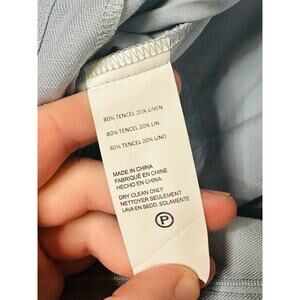 80% TENCEL 20% LINEN
80% TENCEL 20% LIN
80% TENCEL 20% LINO
MADE IN CHINA
FABRIQUÉ EN CHINE
HECHO EN CHINA
DRY CLEAN ONLY
NETTOYER SEULEMENT
LAVA EN SECO, SOLAMENTE
P